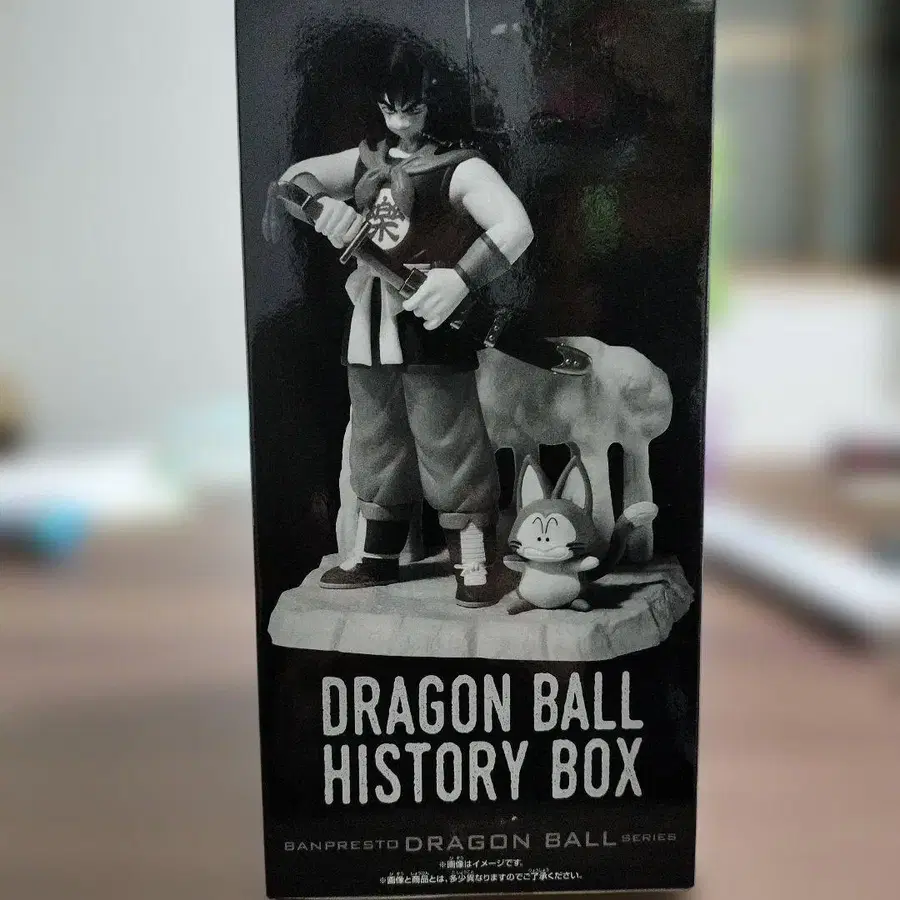 樂
DRAGON BALL
HISTORY BOX
BANPRESTO DRAGON BALL SERIES
※画像はイメージです。
※画像と商品とは、多少異なりますのでご了承ください。